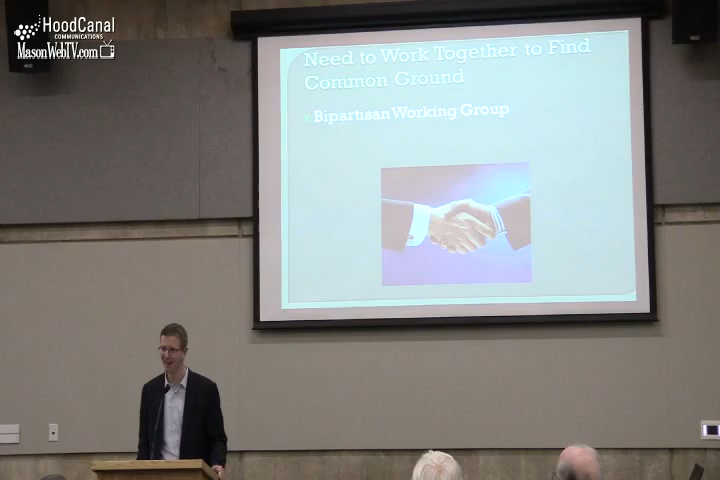 HoodCanal
COMMUNICATIONS
MasonWebTV.com
Need to Work Together to Find
Common Ground
Bipartisan Working Group